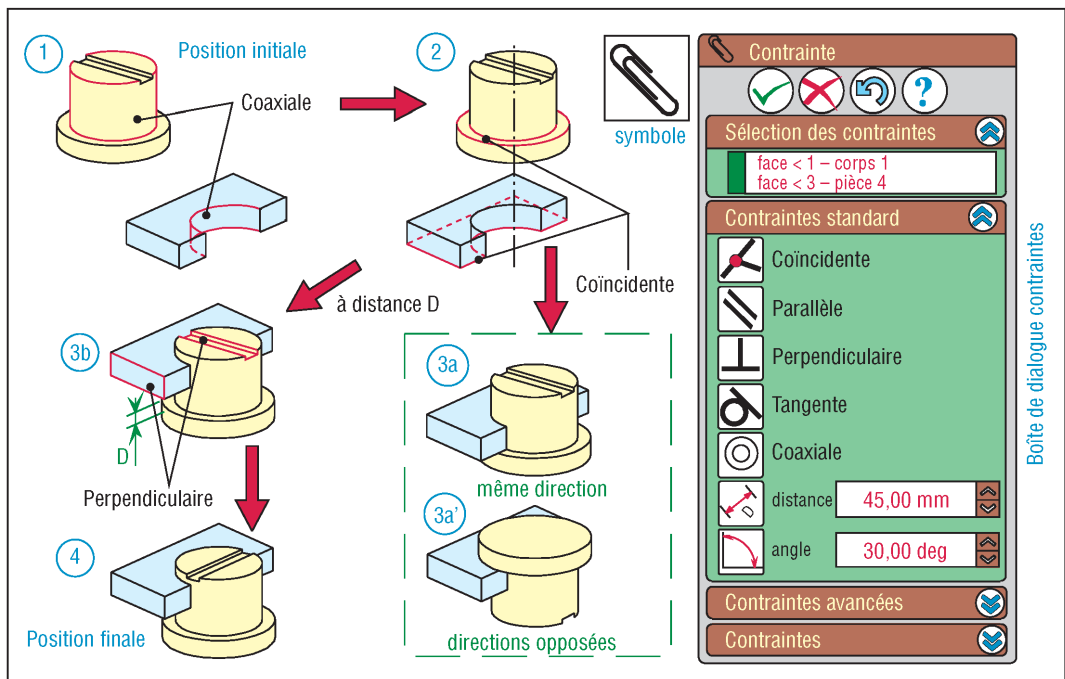 1
Position initiale
Coaxiale
2
symbole
Coïncidente
à distance D
3b
D
Perpendiculaire
4
Position finale
3a
même direction
3a'
directions opposées
Contrainte
?
Sélection des contraintes
face < 1 – corps 1
face < 3 – pièce 4
Contraintes standard
Coïncidente
Parallèle
Perpendiculaire
Tangente
Coaxiale
D
distance
45,00 mm
angle
30,00 deg
Contraintes avancées
Contraintes
Boîte de dialogue contraintes